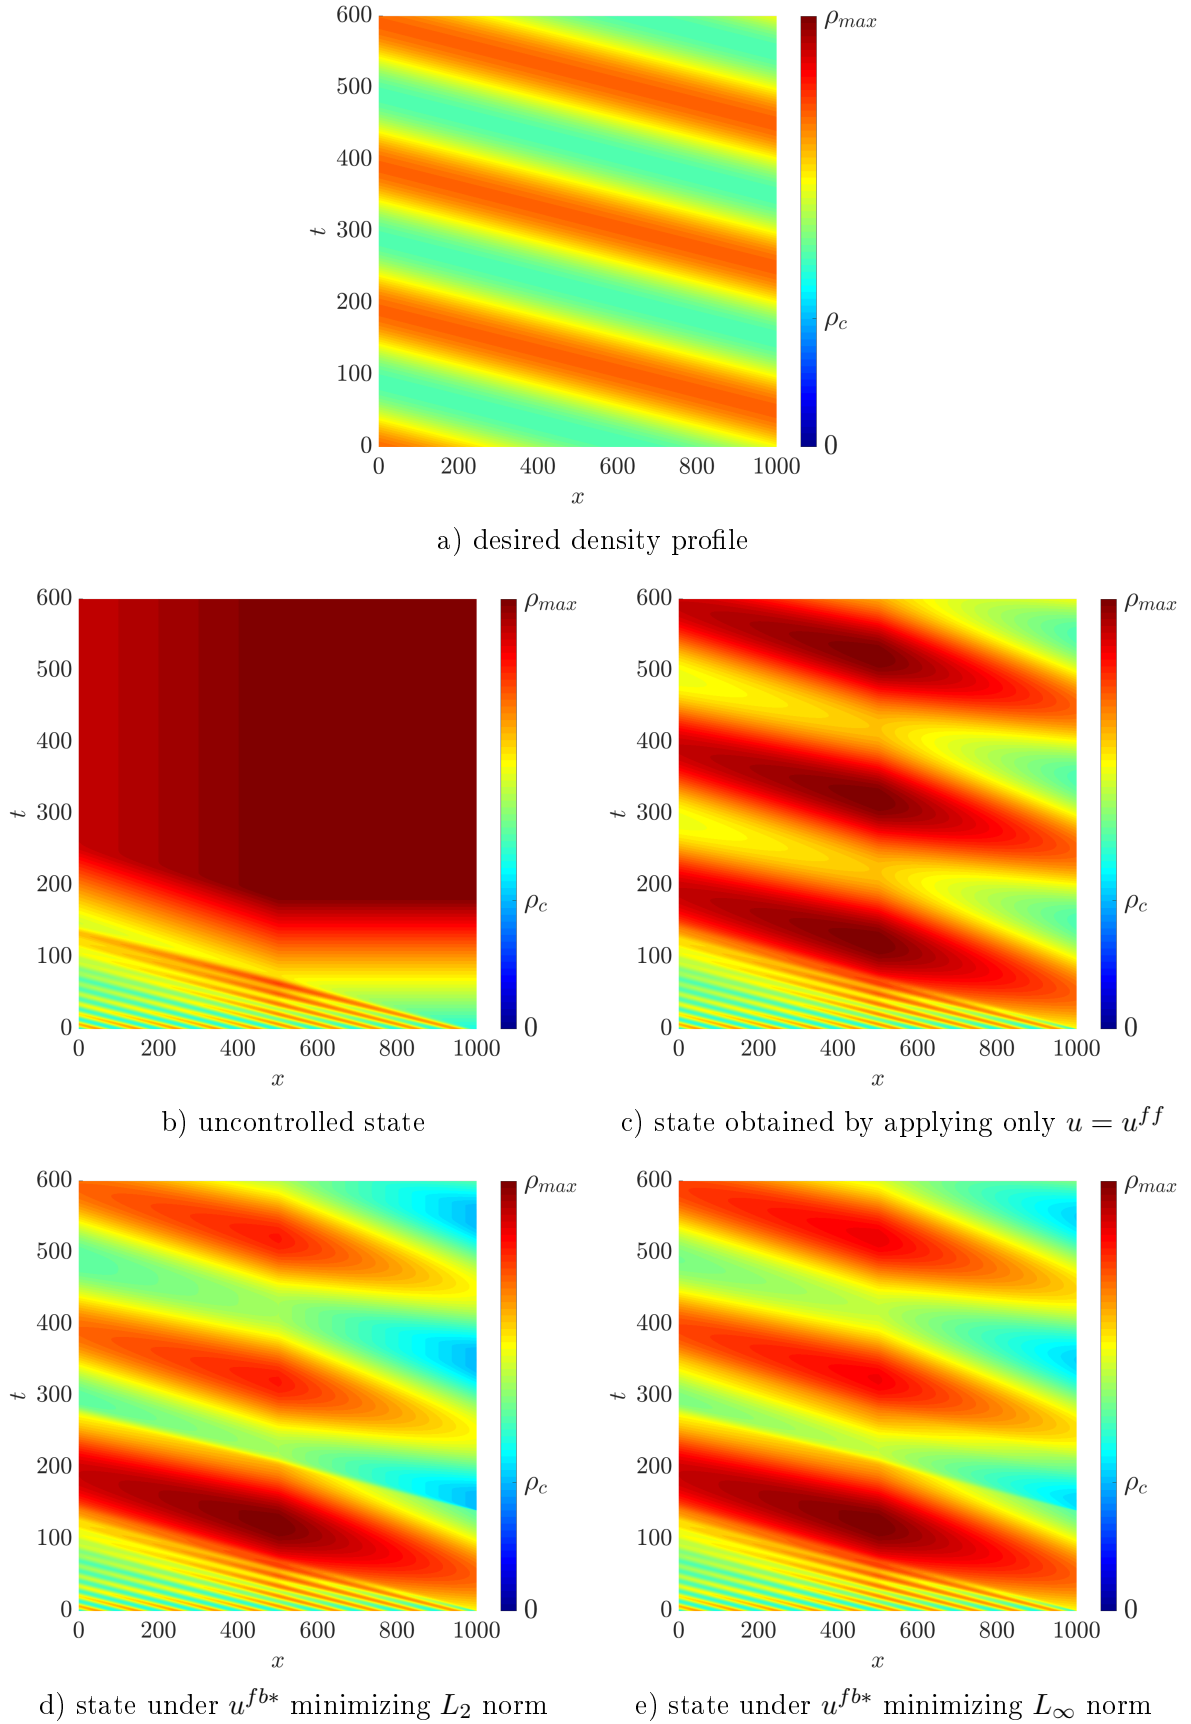 600
500
400
300
200
100
0
t
0 200 400 600 800 1000
x
ρmax
ρc
0
a) desired density profile
600
500
400
300
200
100
0
t
0 200 400 600 800 1000
x
ρmax
ρc
0
b) uncontrolled state
600
500
400
300
200
100
0
t
0 200 400 600 800 1000
x
ρmax
ρc
0
c) state obtained by applying only u = u^{ff}
600
500
400
300
200
100
0
t
0 200 400 600 800 1000
x
ρmax
ρc
0
d) state under u^{fb*} minimizing L₂ norm
600
500
400
300
200
100
0
t
0 200 400 600 800 1000
x
ρmax
ρc
0
e) state under u^{fb*} minimizing L∞ norm